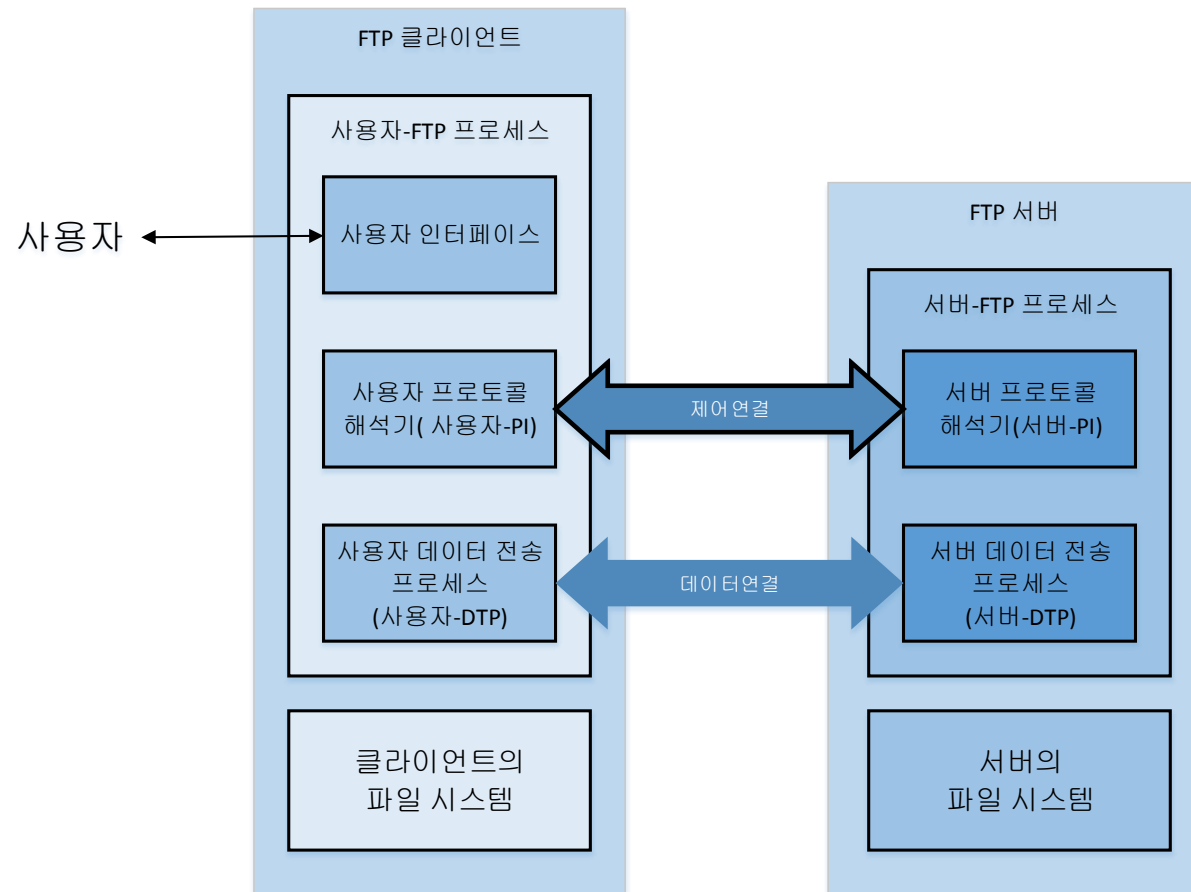 FTP 클라이언트
사용자-FTP 프로세스
사용자
사용자 인터페이스
사용자 프로토콜
해석기( 사용자-PI)
사용자 데이터 전송
프로세스
(사용자-DTP)
클라이언트의
파일 시스템
제어연결
데이터연결
FTP 서버
서버-FTP 프로세스
서버 프로토콜
해석기(서버-PI)
서버 데이터 전송
프로세스
(서버-DTP)
서버의
파일 시스템